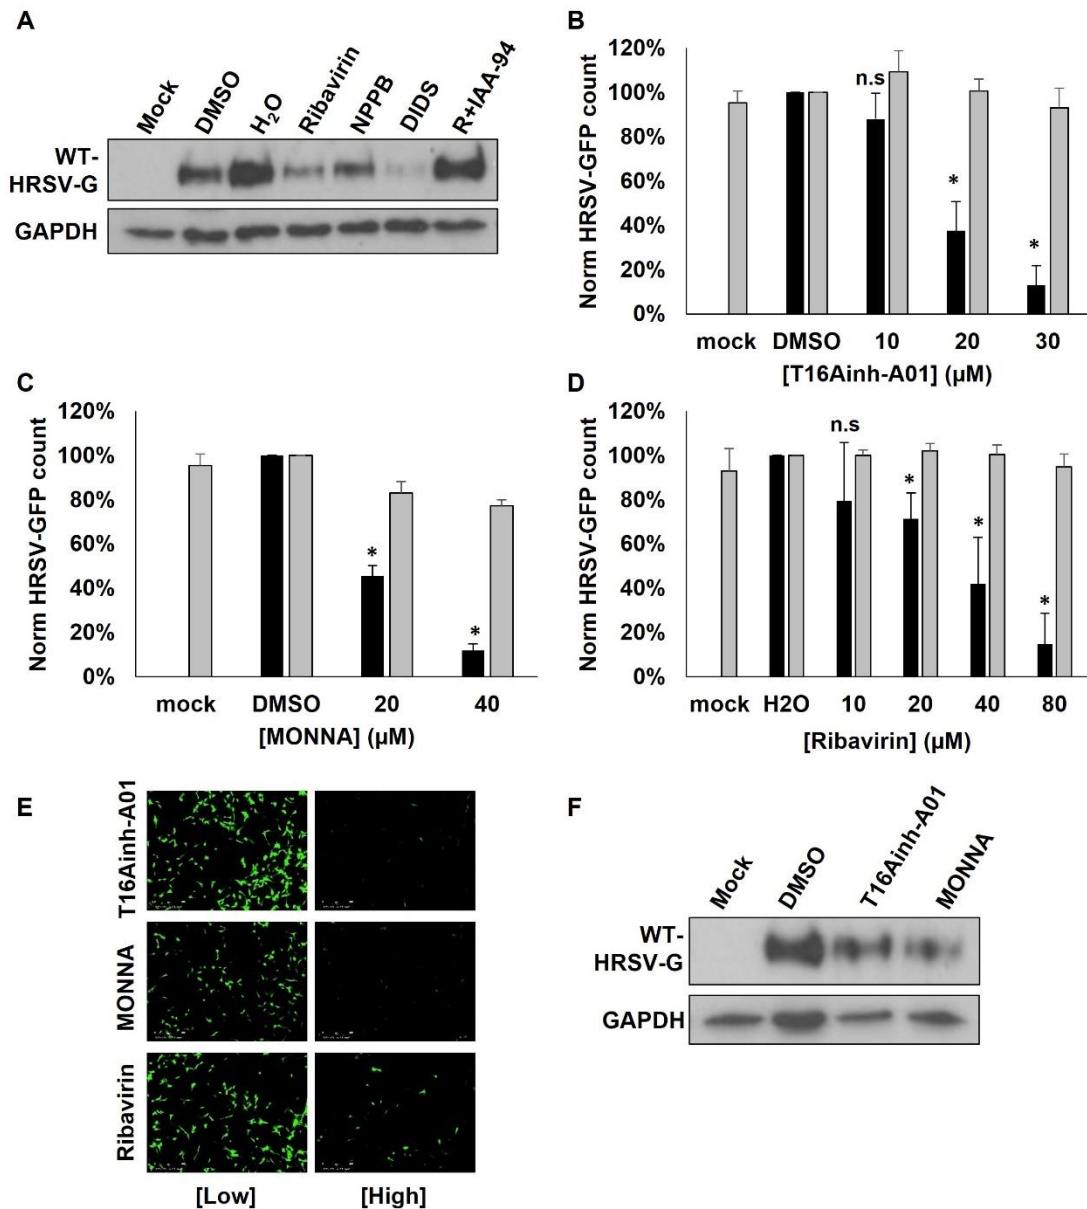 A
Mock
DMSO
H2O
Ribavirin
NPPB
DIDS
R+IAA-94
WT-
HRSV-G
GAPDH
B
Norm HRSV-GFP count
120%
100%
80%
60%
40%
20%
0%
n.s
*
*
mock DMSO 10 20 30
[T16Ainh-A01] (µM)
C
Norm HRSV-GFP count
120%
100%
80%
60%
40%
20%
0%
*
*
mock DMSO 20 40
[MONNA] (µM)
D
Norm HRSV-GFP count
120%
100%
80%
60%
40%
20%
0%
n.s
*
*
*
mock H2O 10 20 40 80
[Ribavirin] (µM)
E
T16Ainh-A01
MONNA
Ribavirin
[Low] [High]
F
Mock
DMSO
T16Ainh-A01
MONNA
WT-
HRSV-G
GAPDH